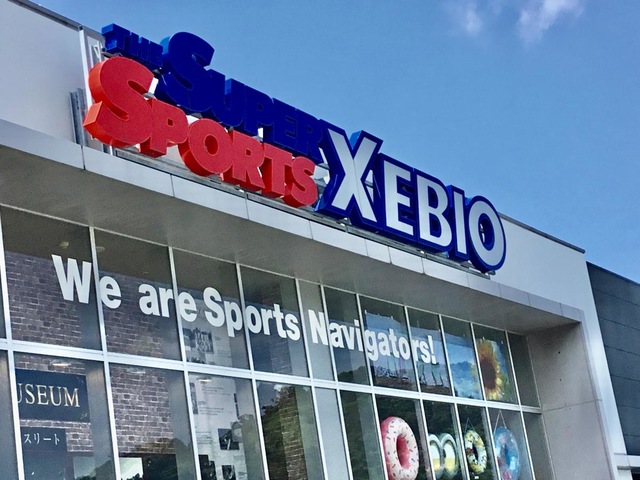 THE SUPER
SPORTS
XEBIO
We are Sports Navigators!
USEUM
スリート